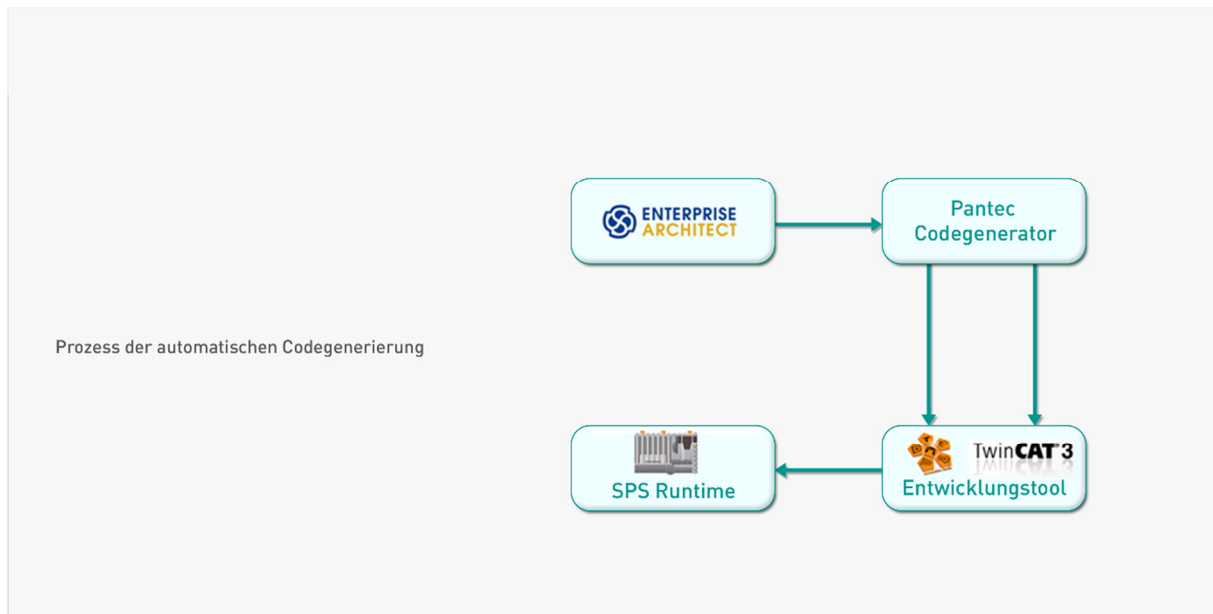 ENTERPRISE
ARCHITECT
Pantec
Codegenerator
Prozess der automatischen Codegenerierung
SPS Runtime
TwinCAT®3
Entwicklungstool